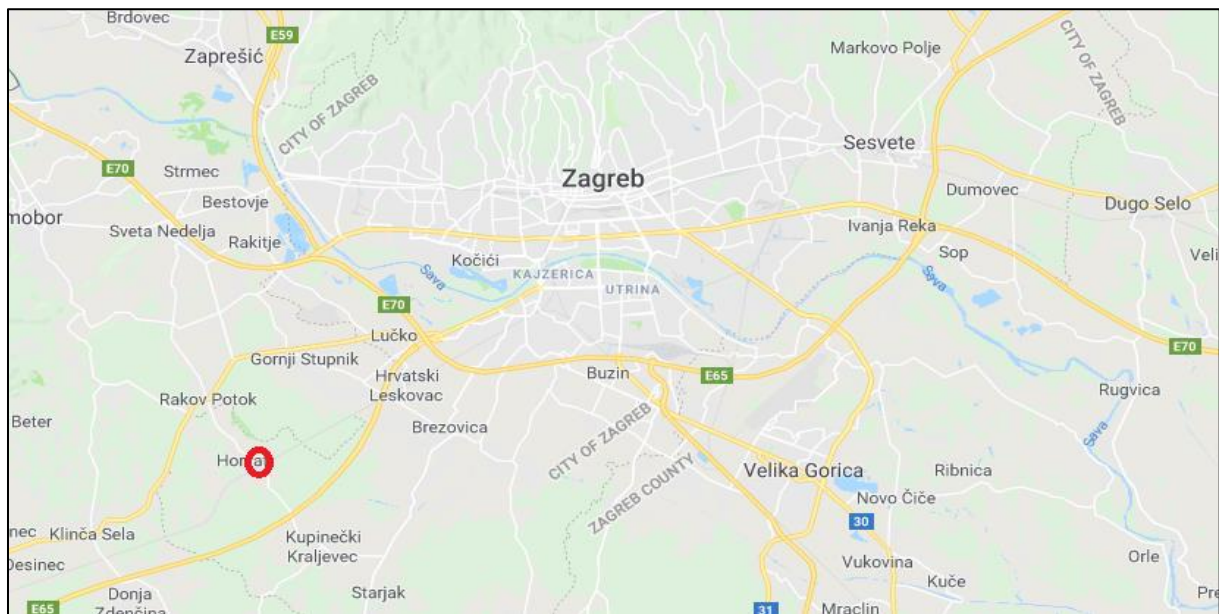 Brdovec
E59
Zaprešić
Markovo Polje
CITY OF ZAGREB
CITY OF ZAGREB
Sesvete
E70
Strmec
Zagreb
Dumovec
Bestovje
Dugo Selo
mobor
Sveta Nedelja
Rakitje
Ivanja Reka
Kočići
Sop
Veli
Sava
KAJZERICA
Sava
UTRINA
E70
Lučko
Gornji Stupnik
E70
Hrvatski
Leskovac
Buzin
E65
Rugvica
Rakov Potok
Beter
Brezovica
Sava
CITY OF ZAGREB
ZAGREB COUNTY
Velika Gorica
Ribnica
Novo Čiče
nec
Klinča Sela
Kupinečki
Kraljevec
30
Desinec
Vukovina
Orle
Kuče
Donja
Zdenčina
Starjak
Pre
E65
31
Mraclin